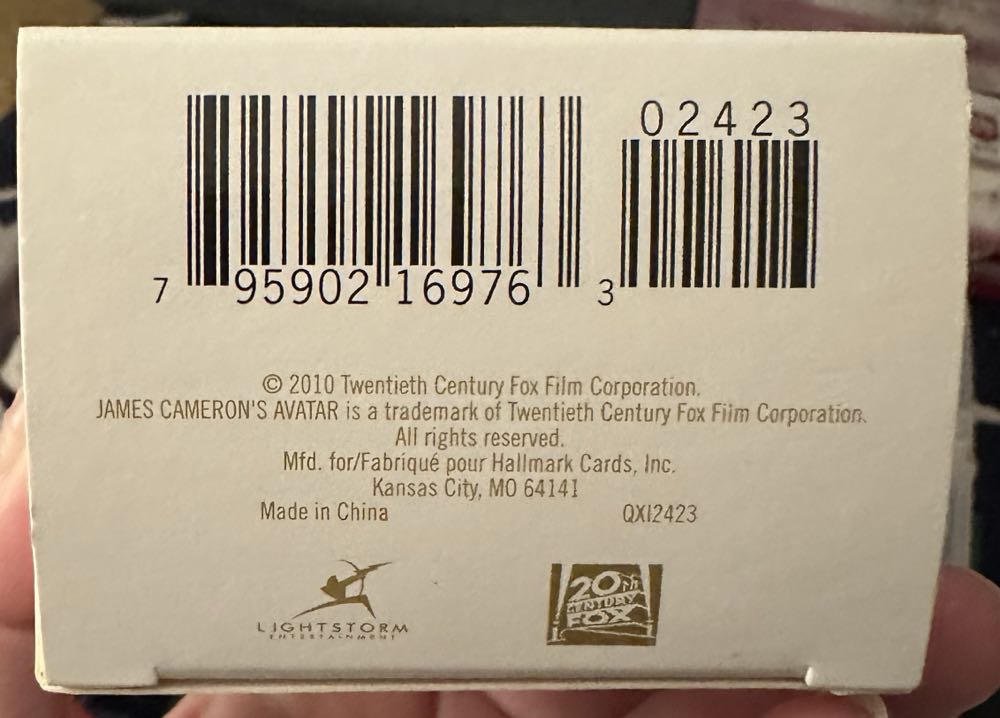 02423
7 95902 16976 3
© 2010 Twentieth Century Fox Film Corporation.
JAMES CAMERON'S AVATAR is a trademark of Twentieth Century Fox Film Corporation.
All rights reserved.
Mfd. for/Fabriqué pour Hallmark Cards, Inc.
Kansas City, MO 64141
Made in China QXI2423
LIGHTSTORM
ENTERTAINMENT
20TH
CENTURY
FOX